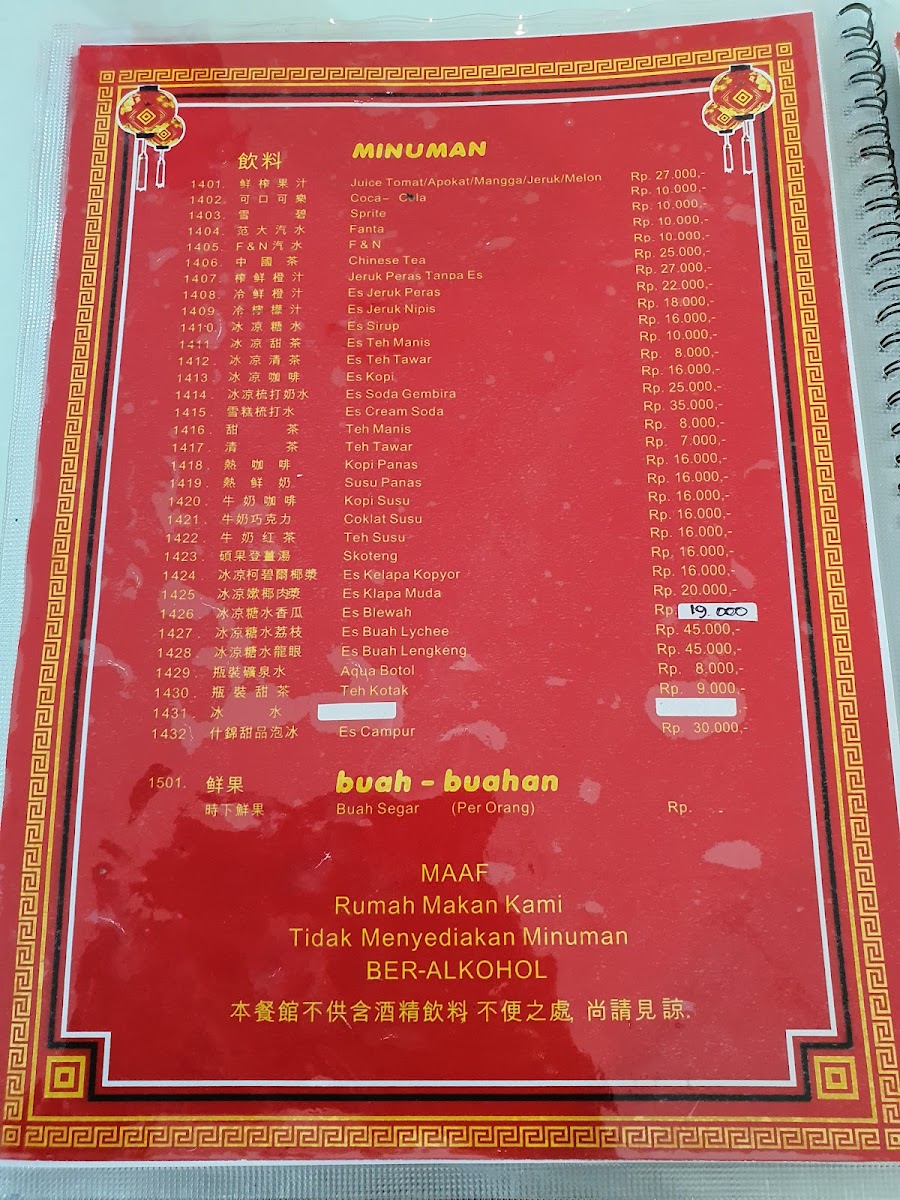 飲料 MINUMAN
1401. 鮮榨果汁 Juice Tomat/Apokat/Mangga/Jeruk/Melon Rp. 27.000,-
1402. 可口可樂 Coca- Cola Rp. 10.000,-
1403. 雪碧 Sprite Rp. 10.000,-
1404. 范大汽水 Fanta Rp. 10.000,-
1405. F&N汽水 F & N Rp. 10.000,-
1406. 中國茶 Chinese Tea Rp. 25.000,-
1407. 榨鮮橙汁 Jeruk Peras Tanpa Es Rp. 27.000,-
1408. 冷鮮橙汁 Es Jeruk Peras Rp. 22.000,-
1409. 冷檸檬汁 Es Jeruk Nipis Rp. 18.000,-
1410. 冰凉糖水 Es Sirup Rp. 16.000,-
1411. 冰凉甜茶 Es Teh Manis Rp. 10.000,-
1412. 冰凉清茶 Es Teh Tawar Rp. 8.000,-
1413. 冰凉咖啡 Es Kopi Rp. 16.000,-
1414. 冰凉梳打奶水 Es Soda Gembira Rp. 25.000,-
1415. 雪糕梳打水 Es Cream Soda Rp. 35.000,-
1416. 甜茶 Teh Manis Rp. 8.000,-
1417. 清茶 Teh Tawar Rp. 7.000,-
1418. 熱咖啡 Kopi Panas Rp. 16.000,-
1419. 熱鮮奶 Susu Panas Rp. 16.000,-
1420. 牛奶咖啡 Kopi Susu Rp. 16.000,-
1421. 牛奶巧克力 Coklat Susu Rp. 16.000,-
1422. 牛奶红茶 Teh Susu Rp. 16.000,-
1423. 碩果登薑湯 Skoteng Rp. 16.000,-
1424. 冰凉柯碧爾椰漿 Es Kelapa Kopyor Rp. 16.000,-
1425. 冰凉嫰椰肉漿 Es Klapa Muda Rp. 20.000,-
1426. 冰凉糖水香瓜 Es Blewah Rp. 19.000
1427. 冰凉糖水荔枝 Es Buah Lychee Rp. 45.000,-
1428. 冰凉糖水龍眼 Es Buah Lengkeng Rp. 45.000,-
1429. 瓶裝礦泉水 Aqua Botol Rp. 8.000,-
1430. 瓶裝甜茶 Teh Kotak Rp. 9.000,-
1431. 冰水 ,-
1432. 什錦甜品泡冰 Es Campur Rp. 30.000,-
1501. 鮮果 buah - buahan
時下鮮果 Buah Segar (Per Orang) Rp.
MAAF
Rumah Makan Kami
Tidak Menyediakan Minuman
BER-ALKOHOL
本餐館不供含酒精飲料, 不便之處, 尚請見諒.